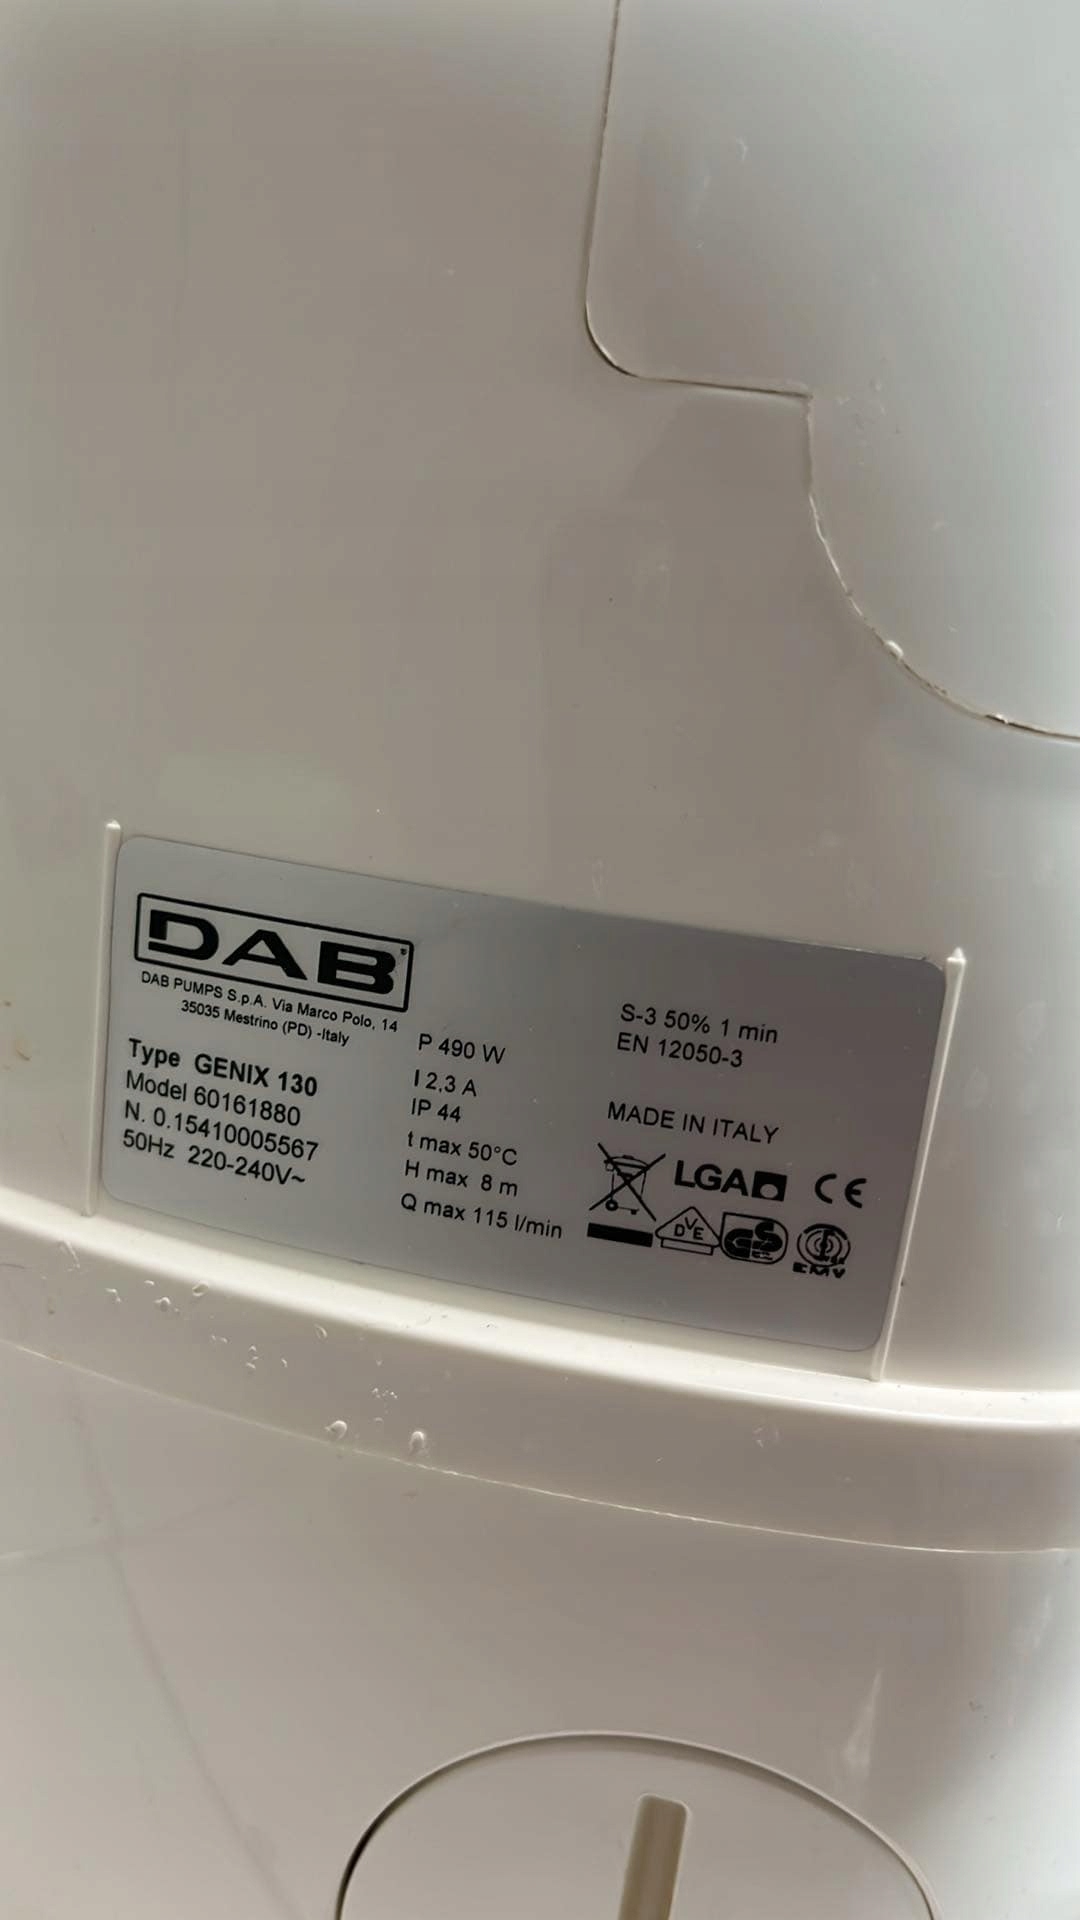 DAB
DAB PUMPS S.p.A. Via Marco Polo, 14
35035 Mestrino (PD) -Italy
Type GENIX 130
Model 60161880
N. 0.15410005567
50Hz 220-240V~
P 490 W
I 2,3 A
IP 44
t max 50°C
H max 8 m
Q max 115 l/min
S-3 50% 1 min
EN 12050-3
MADE IN ITALY
LGA CE
DVE GS EMV